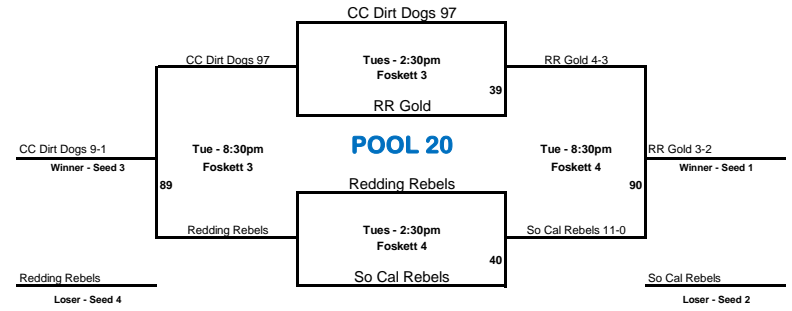 CC Dirt Dogs 97
CC Dirt Dogs 97
Tues - 2:30pm
RR Gold 4-3
Foskett 3
39
RR Gold
CC Dirt Dogs 9-1
Tue - 8:30pm
POOL 20
Tue - 8:30pm
RR Gold 3-2
Winner - Seed 3
Foskett 3
Foskett 4
Winner - Seed 1
89
Redding Rebels
90
Redding Rebels
Tues - 2:30pm
So Cal Rebels 11-0
Foskett 4
40
Redding Rebels
So Cal Rebels
So Cal Rebels
Loser - Seed 4
Loser - Seed 2